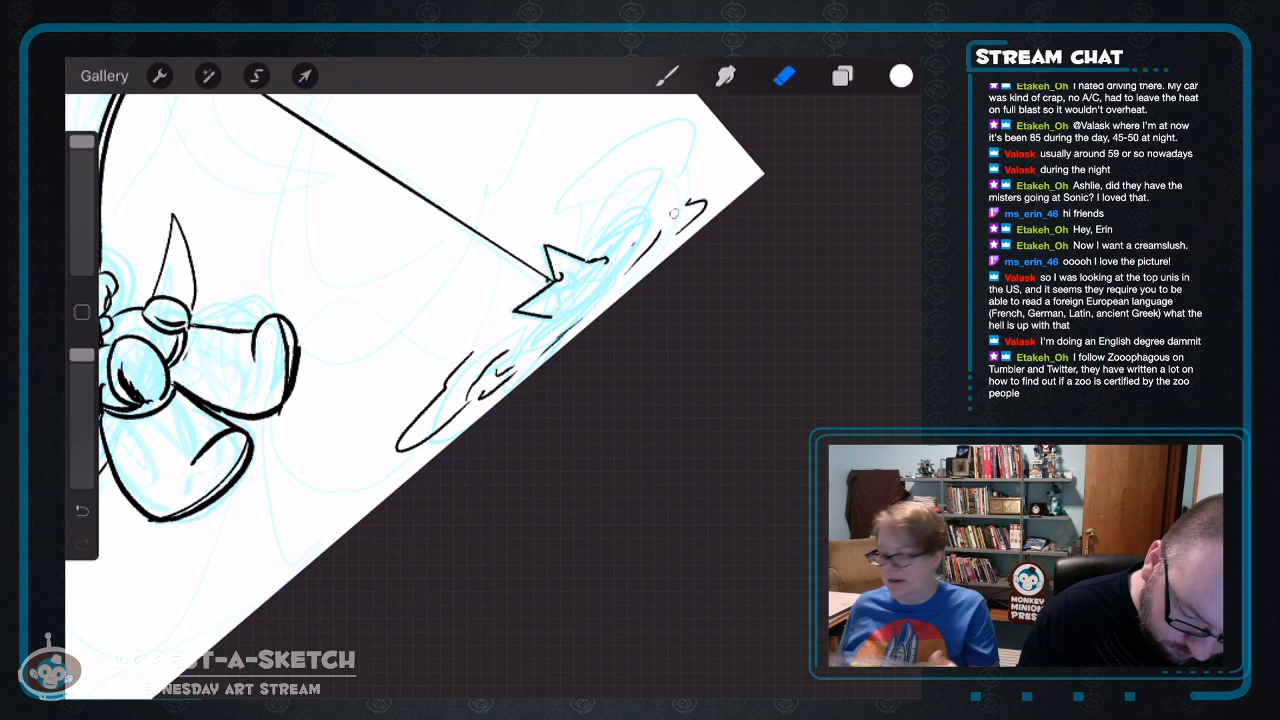 Gallery
STREAM CHAT
Etakeh_Oh I hated driving there. My car
was kind of crap, no A/C, had to leave the heat
on full blast so it wouldn't overheat.
Etakeh_Oh @Valask where I'm at now
it's been 85 during the day, 45-50 at night.
Valask usually around 59 or so nowadays
Valask during the night
Etakeh_Oh Ashlie, did they have the
misters going at Sonic? I loved that.
ms_erin_46 hi friends
Etakeh_Oh Hey, Erin
Etakeh_Oh Now I want a creamslush.
ms_erin_46 ooooh I love the picture!
Valask so I was looking at the top unis in
the US, and it seems they require you to be
able to read a foreign European language
(French, German, Latin, ancient Greek) what the
hell is up with that
Valask I'm doing an English degree dammit
Etakeh_Oh I follow Zooophagous on
Tumbler and Twitter, they have written a lot on
how to find out if a zoo is certified by the zoo
people
MONKEY
MINION
PRESS
-A-SKETCH
ART STREAM